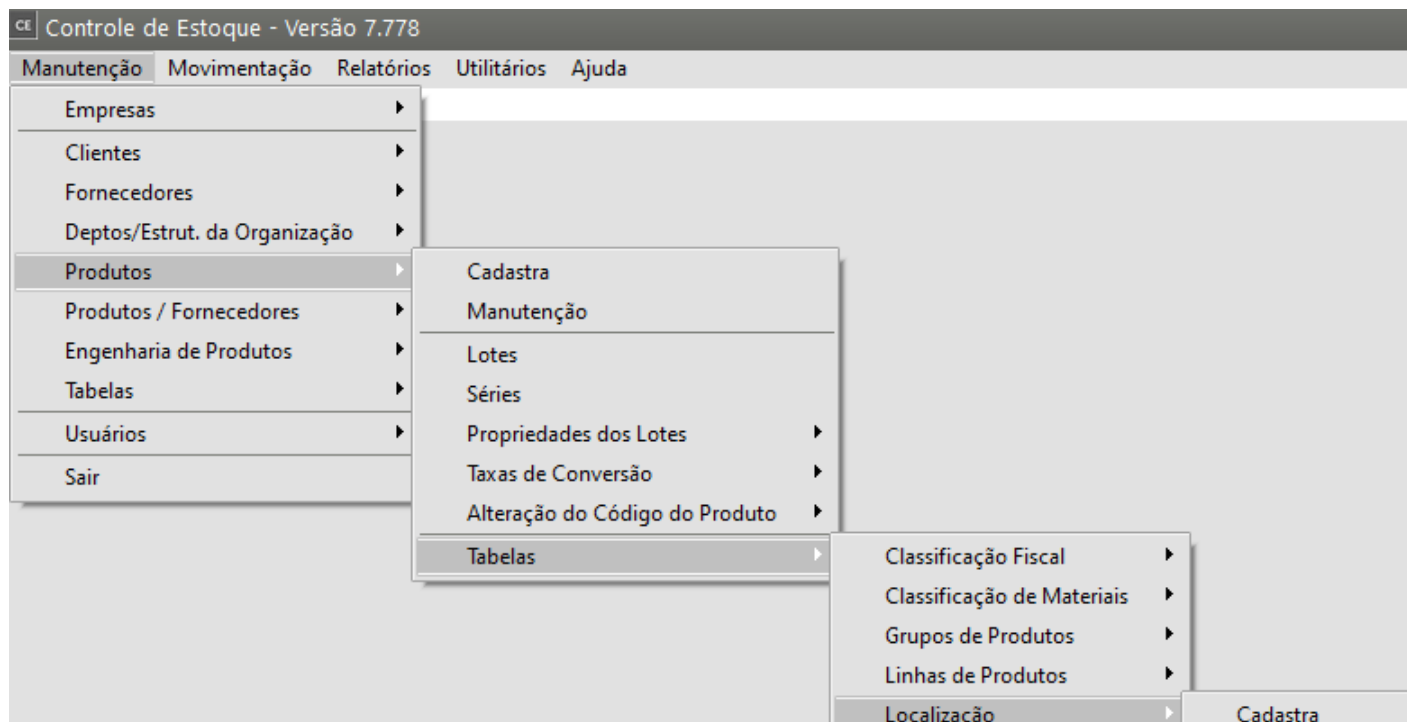 CE Controle de Estoque - Versão 7.778
Manutenção Movimentação Relatórios Utilitários Ajuda
Empresas
Clientes
Fornecedores
Deptos/Estrut. da Organização
Produtos
Produtos / Fornecedores
Engenharia de Produtos
Tabelas
Usuários
Sair
Cadastra
Manutenção
Lotes
Séries
Propriedades dos Lotes
Taxas de Conversão
Alteração do Código do Produto
Tabelas
Classificação Fiscal
Classificação de Materiais
Grupos de Produtos
Linhas de Produtos
Localização
Cadastra